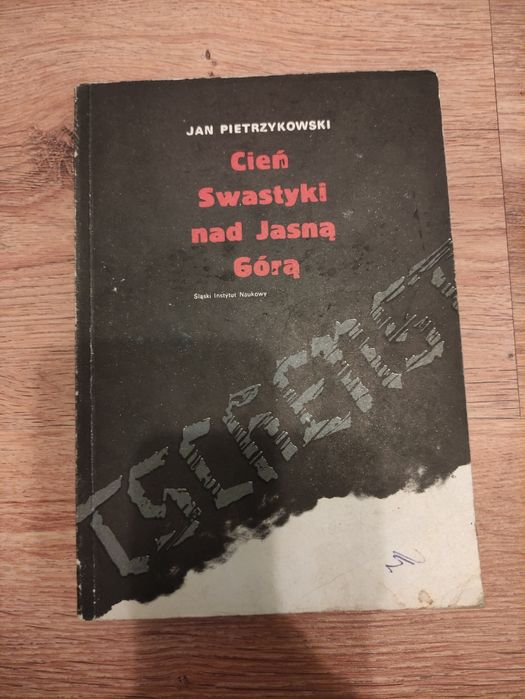 JAN PIETRZYKOWSKI
Cień
Swastyki
nad Jasną
Górą
Śląski Instytut Naukowy